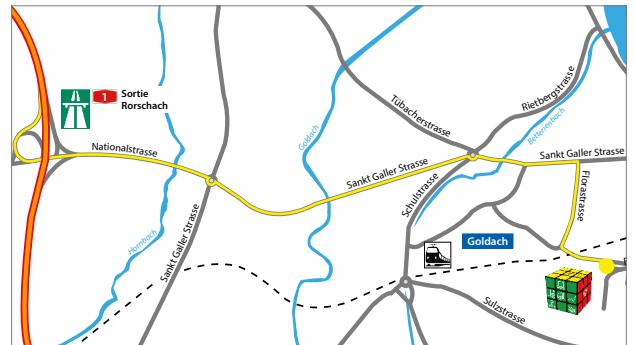 1
Sortie
Rorschach
Nationalstrasse
Hornbach
Sankt Galler Strasse
Goldach
Tübacherstrasse
Sankt Galler Strasse
Schulstrasse
Rietbergstrasse
Bettenenbach
Sankt Galler Strasse
Florastrasse
Goldach
Sulzstrasse